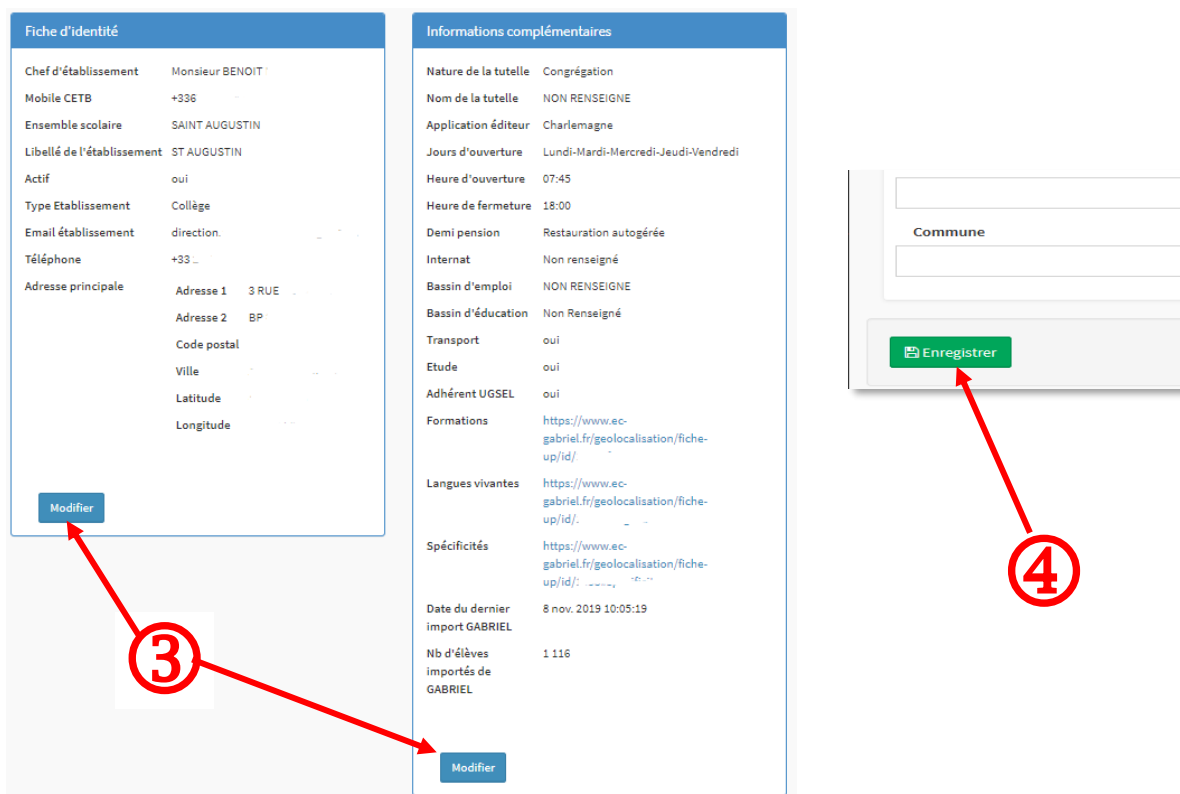 Fiche d'identité
Chef d'établissement Monsieur BENOIT
Mobile CETB +336
Ensemble scolaire SAINT AUGUSTIN
Libellé de l'établissement ST AUGUSTIN
Actif oui
Type Etablissement Collège
Email établissement direction.
Téléphone +33
Adresse principale
Adresse 1 3 RUE
Adresse 2 BP
Code postal
Ville
Latitude
Longitude
Modifier
③
Informations complémentaires
Nature de la tutelle Congrégation
Nom de la tutelle NON RENSEIGNE
Application éditeur Charlemagne
Jours d'ouverture Lundi-Mardi-Mercredi-Jeudi-Vendredi
Heure d'ouverture 07:45
Heure de fermeture 18:00
Demi pension Restauration autogérée
Internat Non renseigné
Bassin d'emploi NON RENSEIGNE
Bassin d'éducation Non Renseigné
Transport oui
Etude oui
Adhérent UGSEL oui
Formations https://www.ec-
gabriel.fr/geolocalisation/fiche-
up/id/
Langues vivantes https://www.ec-
gabriel.fr/geolocalisation/fiche-
up/id/
Spécificités https://www.ec-
gabriel.fr/geolocalisation/fiche-
up/id/
Date du dernier 8 nov. 2019 10:05:19
import GABRIEL
Nb d'élèves 1 116
importés de
GABRIEL
Modifier
Commune
Enregistrer
④